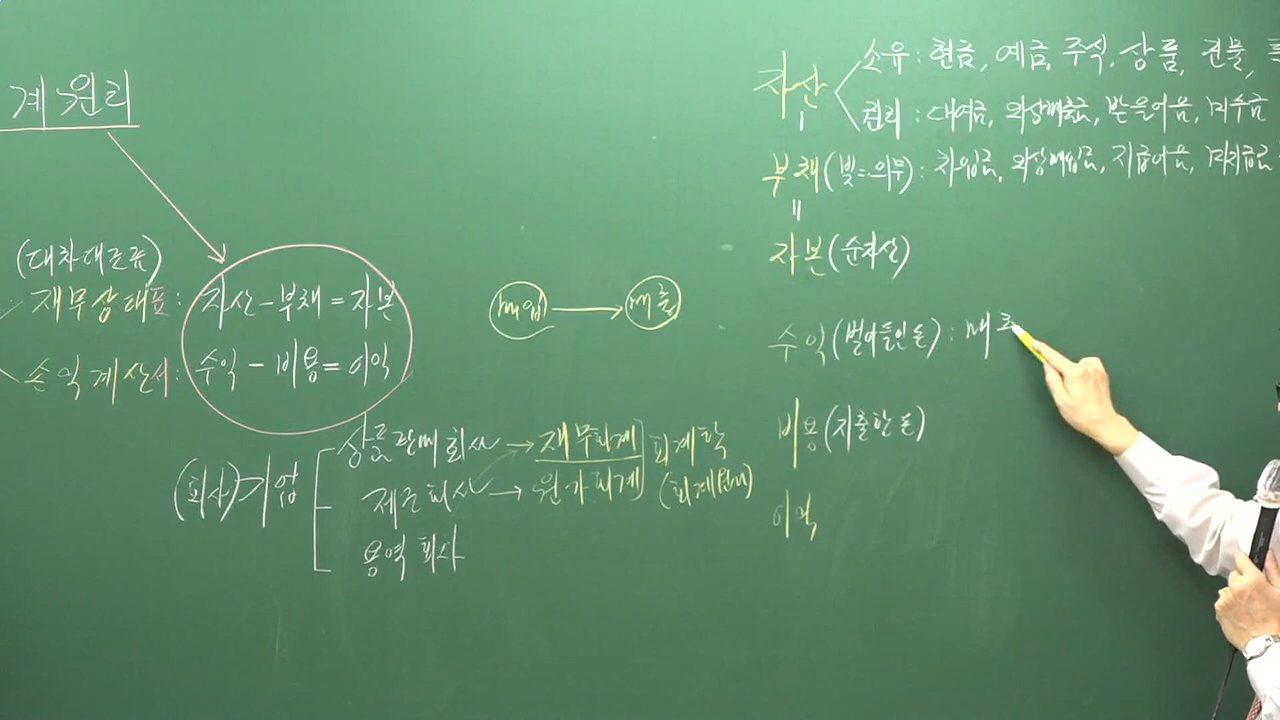 계원리
(대차대조표)
재무상태표: 자산-부채=자본
손익계산서: 수익-비용=이익
(회사)기업
상품판매회사→재무회계
제조회사→원가회계
용역회사
회계학
(회계원리)
매입→매출
자산
소유: 현금, 예금, 주식, 상품, 건물,
권리: 대여금, 외상매출금, 받을어음, 미수금
-
부채(빚=의무): 차입금, 외상매입금, 지급어음, 미지급금
=
자본(순자산)
수익(벌어들인돈): 매
비용(지출한돈)
이익